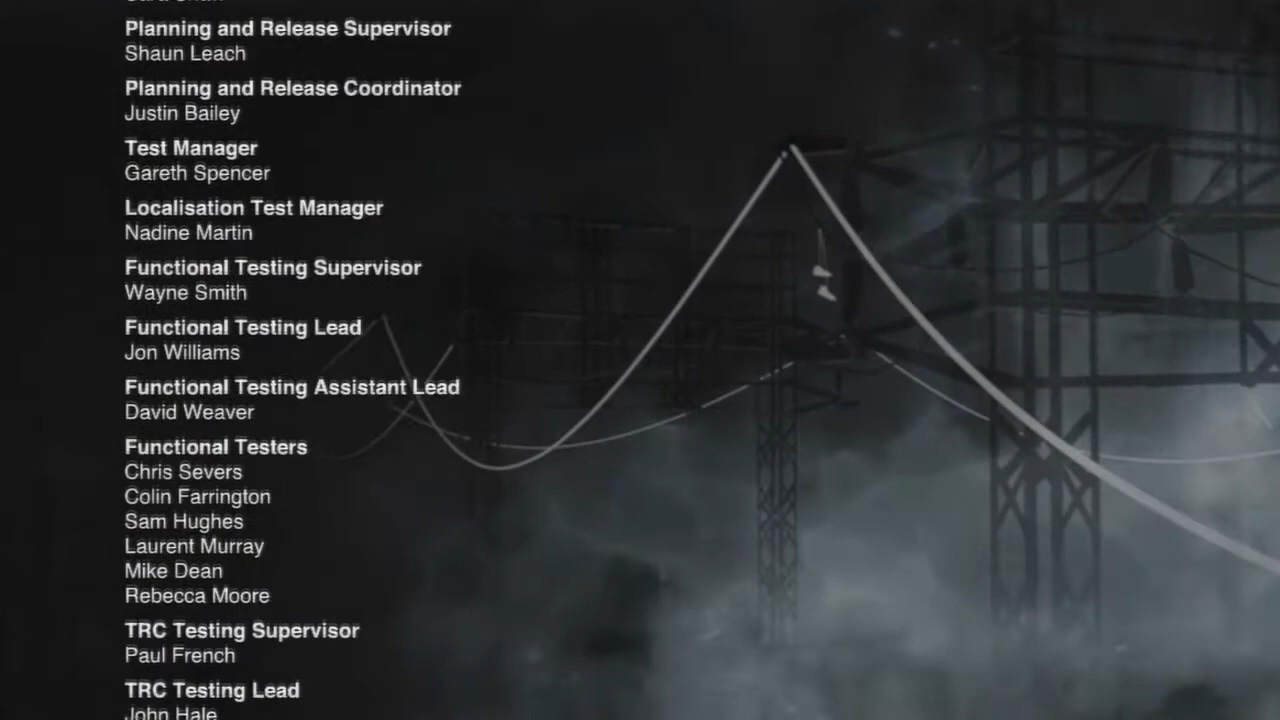 Planning and Release Supervisor
Shaun Leach
Planning and Release Coordinator
Justin Bailey
Test Manager
Gareth Spencer
Localisation Test Manager
Nadine Martin
Functional Testing Supervisor
Wayne Smith
Functional Testing Lead
Jon Williams
Functional Testing Assistant Lead
David Weaver
Functional Testers
Chris Severs
Colin Farrington
Sam Hughes
Laurent Murray
Mike Dean
Rebecca Moore
TRC Testing Supervisor
Paul French
TRC Testing Lead
John Hale